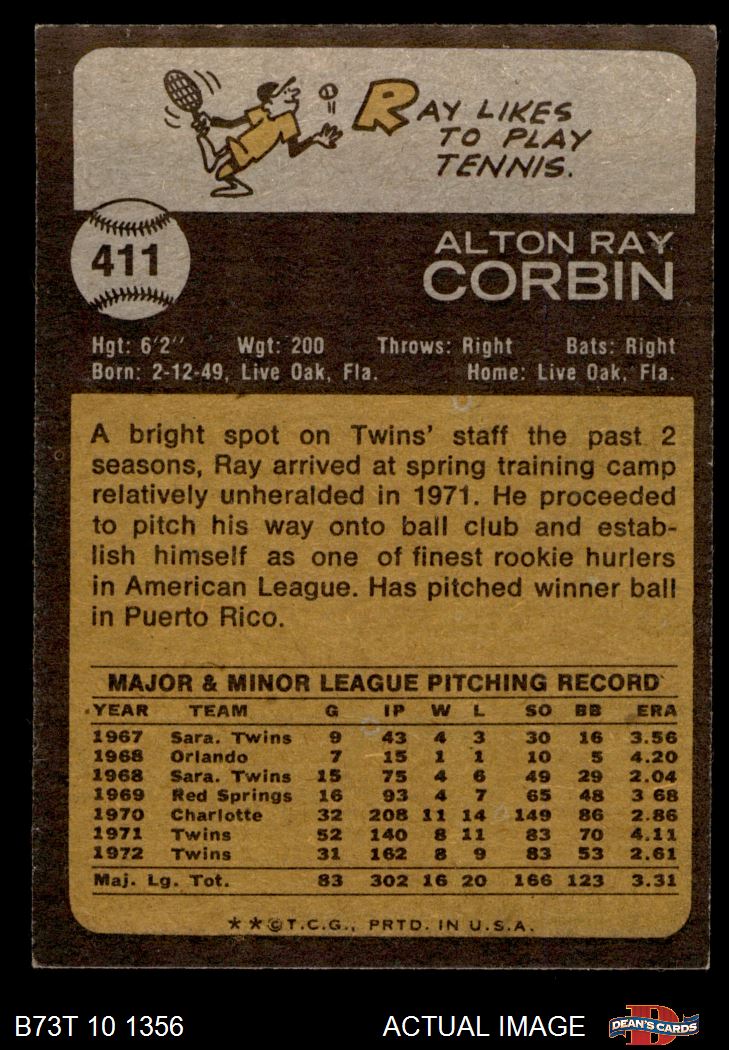 RAY LIKES
TO PLAY
TENNIS.
411
ALTON RAY
CORBIN
Hgt: 6'2" Wgt: 200 Throws: Right Bats: Right
Born: 2-12-49, Live Oak, Fla. Home: Live Oak, Fla.
A bright spot on Twins' staff the past 2
seasons, Ray arrived at spring training camp
relatively unheralded in 1971. He proceeded
to pitch his way onto ball club and estab-
lish himself as one of finest rookie hurlers
in American League. Has pitched winner ball
in Puerto Rico.
MAJOR & MINOR LEAGUE PITCHING RECORD
YEAR TEAM G IP W L SO BB ERA
1967 Sara. Twins 9 43 4 3 30 16 3.56
1968 Orlando 7 15 1 1 10 5 4.20
1968 Sara. Twins 15 75 4 6 49 29 2.04
1969 Red Springs 16 93 4 7 65 48 3 68
1970 Charlotte 32 208 11 14 149 86 2.86
1971 Twins 52 140 8 11 83 70 4.11
1972 Twins 31 162 8 9 83 53 2.61
Maj. Lg. Tot. 83 302 16 20 166 123 3.31
**©T.C.G., PRTD. IN U.S.A.
B73T 10 1356 ACTUAL IMAGE DEAN'S CARDS